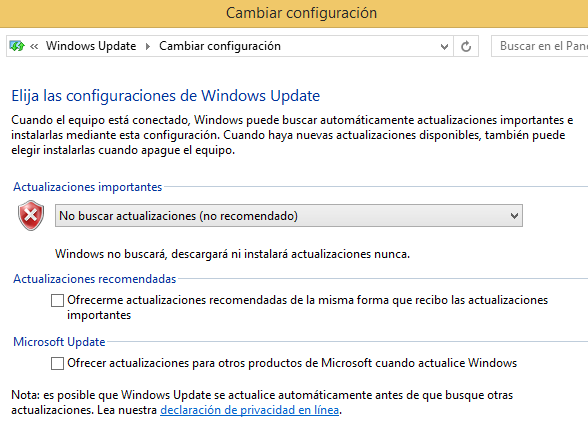 Cambiar configuración
« Windows Update Cambiar configuración
Buscar en el Pane
Elija las configuraciones de Windows Update
Cuando el equipo está conectado, Windows puede buscar automáticamente actualizaciones importantes e
instalarlas mediante esta configuración. Cuando haya nuevas actualizaciones disponibles, también puede
elegir instalarlas cuando apague el equipo.
Actualizaciones importantes
No buscar actualizaciones (no recomendado)
Windows no buscará, descargará ni instalará actualizaciones nunca.
Actualizaciones recomendadas
Ofrecerme actualizaciones recomendadas de la misma forma que recibo las actualizaciones
importantes
Microsoft Update
Ofrecer actualizaciones para otros productos de Microsoft cuando actualice Windows
Nota: es posible que Windows Update se actualice automáticamente antes de que busque otras
actualizaciones. Lea nuestra declaración de privacidad en línea.